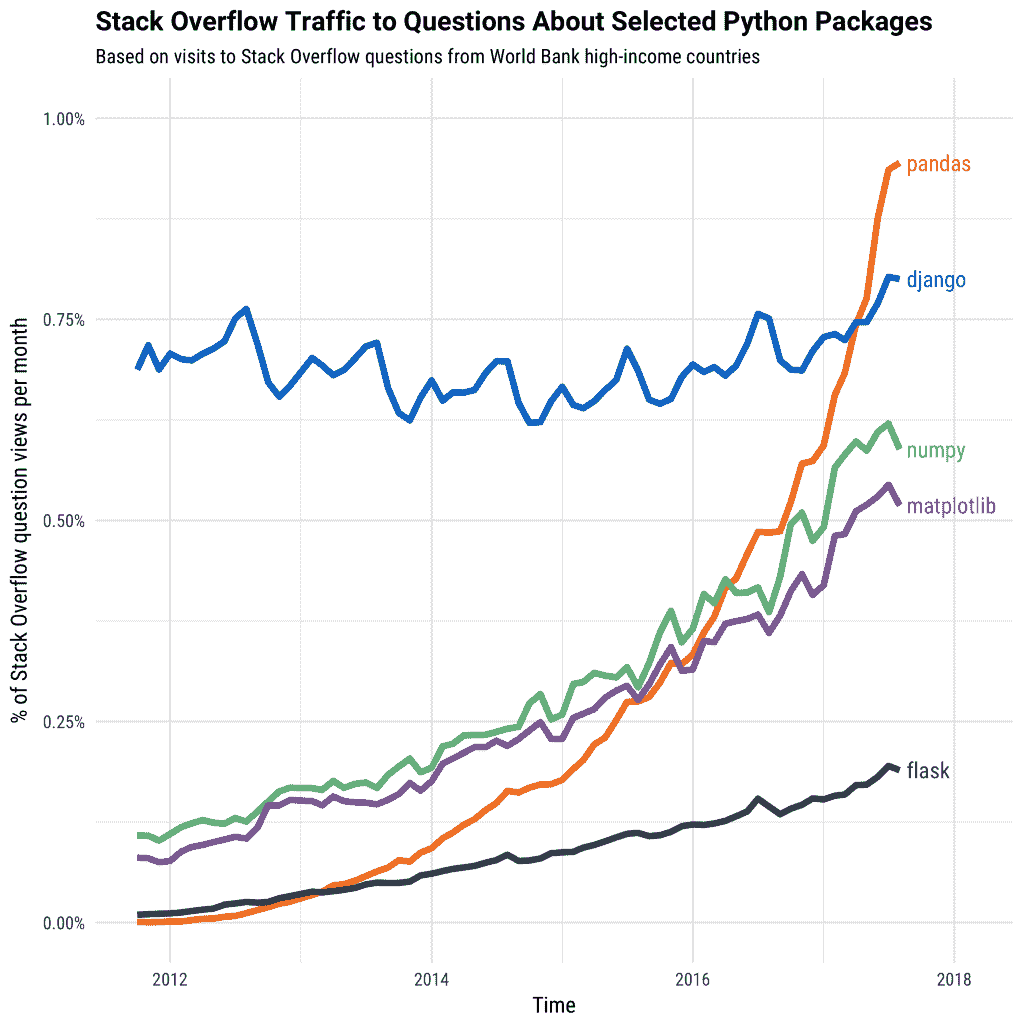 Stack Overflow Traffic to Questions About Selected Python Packages
Based on visits to Stack Overflow questions from World Bank high-income countries
% of Stack Overflow question views per month
1.00%
0.75%
0.50%
0.25%
0.00%
pandas
django
numpy
matplotlib
flask
2012
2014
2016
2018
Time